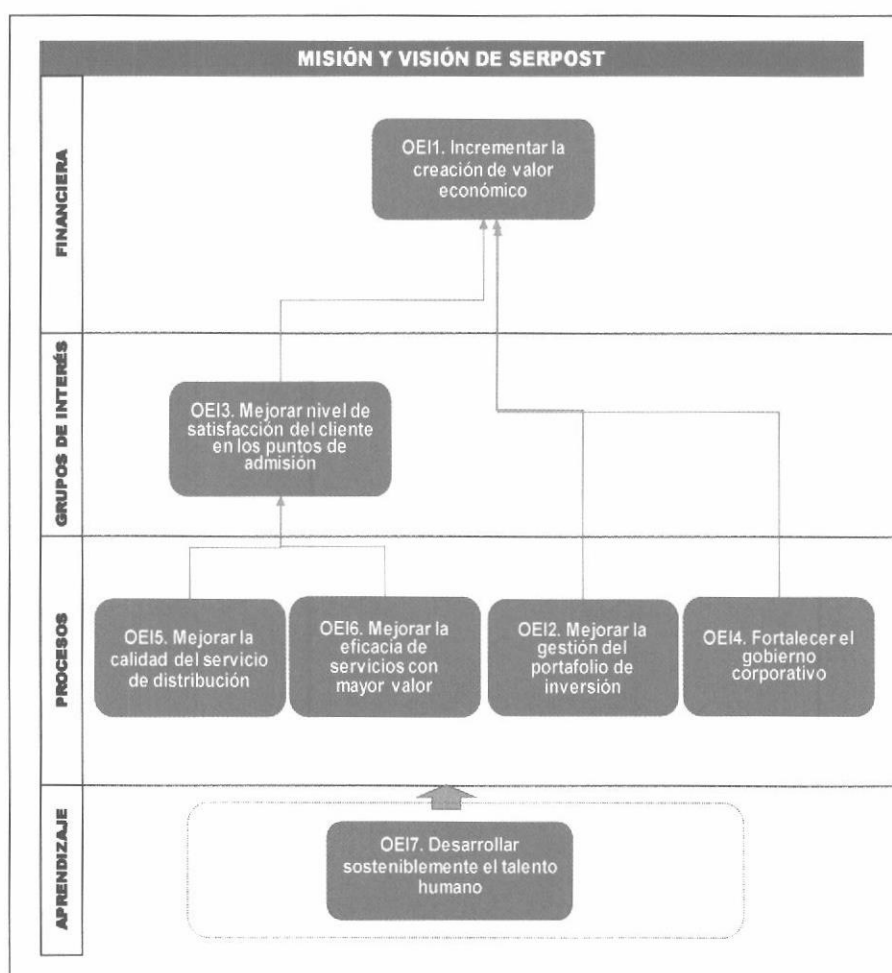 MISIÓN Y VISIÓN DE SERPOST
FINANCIERA
OEI1. Incrementar la
creación de valor
económico
GRUPOS DE INTERÉS
OEI3. Mejorar nivel de
satisfacción del cliente
en los puntos de
admisión
PROCESOS
OEI5. Mejorar la
calidad del servicio
de distribución
OEI6. Mejorar la
eficacia de
servicios con
mayor valor
OEI2. Mejorar la
gestión del
portafolio de
inversión
OEI4. Fortalecer el
gobierno
corporativo
APRENDIZAJE
OEI7. Desarrollar
sosteniblemente el talento
humano